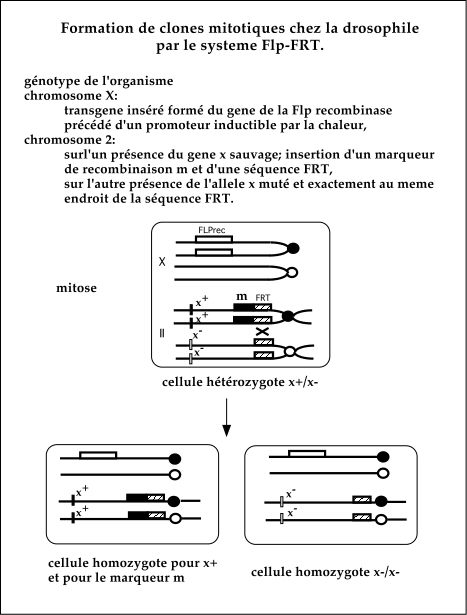 Formation de clones mitotiques chez la drosophile
par le systeme Flp-FRT.
génotype de l'organisme
chromosome X:
transgene inséré formé du gene de la Flp recombinase
précédé d'un promoteur inductible par la chaleur,
chromosome 2:
surl'un présence du gene x sauvage; insertion d'un marqueur
de recombinaison m et d'une séquence FRT,
sur l'autre présence de l'allele x muté et exactement au meme
endroit de la séquence FRT.
FLPrec
X
mitose
x+ m FRT
x+
II
x-
x-
cellule hétérozygote x+/x-
x+
x+
x-
x-
cellule homozygote pour x+
et pour le marqueur m
cellule homozygote x-/x-